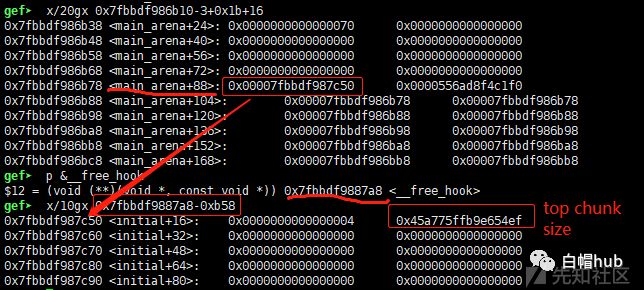 gef➤ x/20gx 0x7fbbdf986b10-3+0x1b+16
0x7fbbdf986b38 <main_arena+24>: 0x0000000000000070 0x0000000000000000
0x7fbbdf986b48 <main_arena+40>: 0x0000000000000000 0x0000000000000000
0x7fbbdf986b58 <main_arena+56>: 0x0000000000000000 0x0000000000000000
0x7fbbdf986b68 <main_arena+72>: 0x0000000000000000 0x0000000000000000
0x7fbbdf986b78 <main_arena+88>: 0x00007fbbdf987c50 0x0000556ad8f4c1f0
0x7fbbdf986b88 <main_arena+104>: 0x00007fbbdf986b78 0x00007fbbdf986b78
0x7fbbdf986b98 <main_arena+120>: 0x00007fbbdf986b88 0x00007fbbdf986b88
0x7fbbdf986ba8 <main_arena+136>: 0x00007fbbdf986b98 0x00007fbbdf986b98
0x7fbbdf986bb8 <main_arena+152>: 0x00007fbbdf986ba8 0x00007fbbdf986ba8
0x7fbbdf986bc8 <main_arena+168>: 0x00007fbbdf986bb8 0x00007fbbdf986bb8
gef➤ p &__free_hook
$12 = (void (**)(void *, const void *)) 0x7fbbdf9887a8 <__free_hook>
gef➤ x/10gx 0x7fbbdf9887a8-0xb58
0x7fbbdf987c50 <initial+16>: 0x0000000000000004 0x45a775ffb9e654ef
0x7fbbdf987c60 <initial+32>: 0x0000000000000000 0x0000000000000000
0x7fbbdf987c70 <initial+48>: 0x0000000000000000 0x0000000000000000
0x7fbbdf987c80 <initial+64>: 0x0000000000000000 0x0000000000000000
0x7fbbdf987c90 <initial+80>: 0x0000000000000000 0x0000000000000000
top chunk
size
白帽hub
先知社区